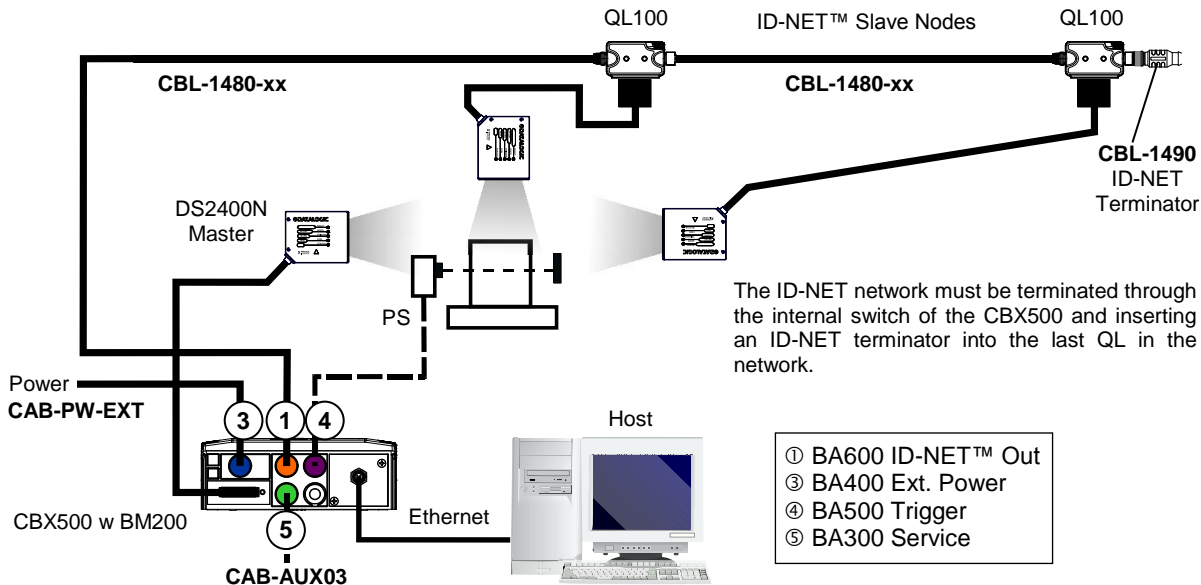 QL100
ID-NET™ Slave Nodes
QL100
CBL-1480-xx
CBL-1480-xx
CBL-1490
ID-NET
Terminator
DS2400N
Master
PS
The ID-NET network must be terminated through
the internal switch of the CBX500 and inserting
an ID-NET terminator into the last QL in the
network.
Power
CAB-PW-EXT
3
1
4
Host
① BA600 ID-NET™ Out
③ BA400 Ext. Power
④ BA500 Trigger
⑤ BA300 Service
CBX500 w BM200
5
Ethernet
CAB-AUX03
DATALOGIC
DATALOGIC
DATALOGIC